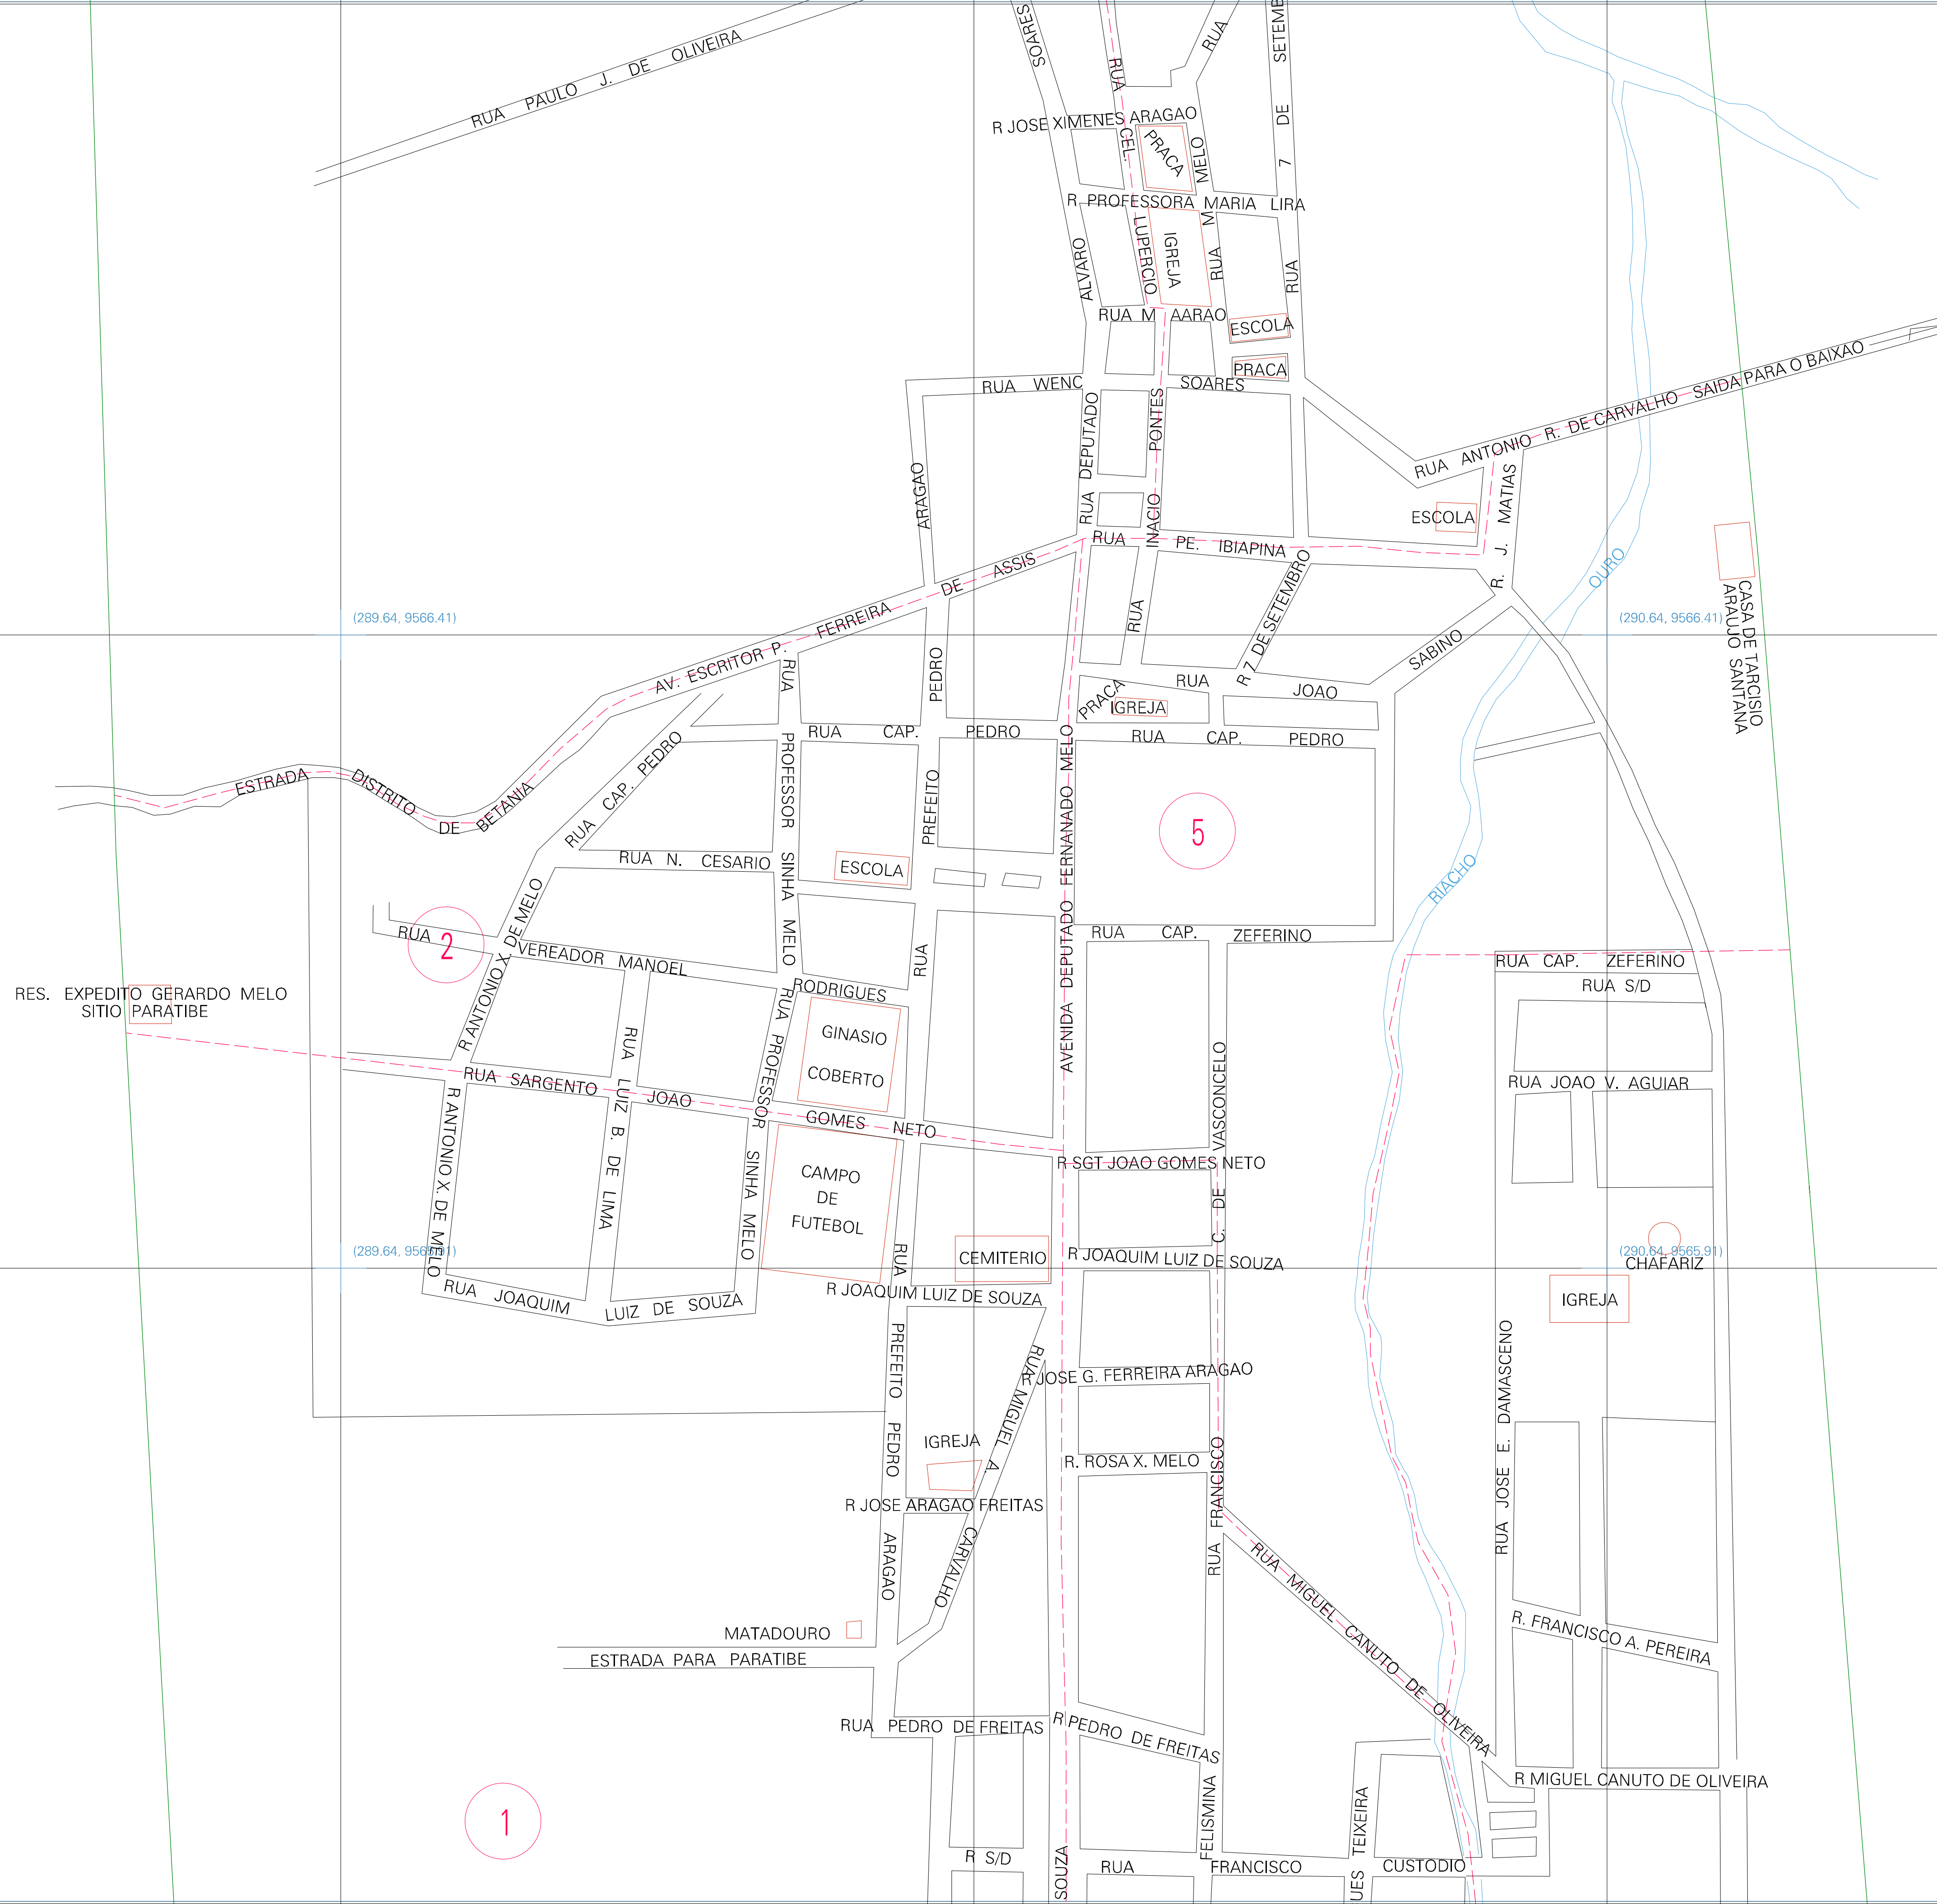 RUA PAULO J. DE OLIVEIRA
SOARES
RUA
RUA
SETEMB
DE
7
RUA
R JOSE XIMENES ARAGAO
CEL.
PRACA
MELO
R PROFESSORA MARIA LIRA
LUPERCIO
IGREJA
M
RUA
ALVARO
RUA M AARAO
ESCOLA
PRACA
RUA WENC SOARES
RUA ANTONIO R. DE CARVALHO SAIDA PARA O BAIXAO
RUA DEPUTADO
PONTES
INACIO
RUA
ARAGAO
ESCOLA
R. J. MATIAS
RUA PE. IBIAPINA
OURO
CASA DE TARCISIO
ARAUJO SANTANA
(289.64, 9566.41)
(290.64, 9566.41)
AV. ESCRITOR P. FERREIRA DE ASSIS
R 7 DE SETEMBRO
SABINO
RUA JOAO
PRACA
IGREJA
RUA
PEDRO
RUA CAP. PEDRO
RUA CAP. PEDRO
ESTRADA DISTRITO DE BETANIA
RUA CAP. PEDRO
PROFESSOR SINHA MELO
PREFEITO
RUA
AVENIDA DEPUTADO FERNANADO MELO
5
RUA N. CESARIO
ESCOLA
RIACHO
2
RUA VEREADOR MANOEL RODRIGUES
R ANTONIO X. DE MELO
RUA CAP. ZEFERINO
RUA CAP. ZEFERINO
RUA S/D
RES. EXPEDITO GERARDO MELO
SITIO PARATIBE
RUA PROFESSOR SINHA MELO
GINASIO
COBERTO
RUA LUIZ B. DE LIMA
RUA SARGENTO JOAO GOMES NETO
RUA JOAO V. AGUIAR
R ANTONIO X. DE MELO
C. DE VASCONCELO
R SGT JOAO GOMES NETO
CAMPO
DE
FUTEBOL
CEMITERIO
R JOAQUIM LUIZ DE SOUZA
(289.64, 9565.91)
(290.64, 9565.91)
CHAFARIZ
IGREJA
RUA JOAQUIM LUIZ DE SOUZA
R JOAQUIM LUIZ DE SOUZA
RUA PREFEITO PEDRO ARAGAO
RUA MIGUEL A. CARVALHO
R JOSE G. FERREIRA ARAGAO
RUA JOSE E. DAMASCENO
IGREJA
R. ROSA X. MELO
RUA FRANCISCO
R JOSE ARAGAO FREITAS
RUA MIGUEL CANUTO DE OLIVEIRA
R. FRANCISCO A. PEREIRA
MATADOURO
ESTRADA PARA PARATIBE
RUA PEDRO DE FREITAS
R PEDRO DE FREITAS
R MIGUEL CANUTO DE OLIVEIRA
1
FELISMINA
UES TEIXEIRA
R S/D
SOUZA
RUA FRANCISCO CUSTODIO